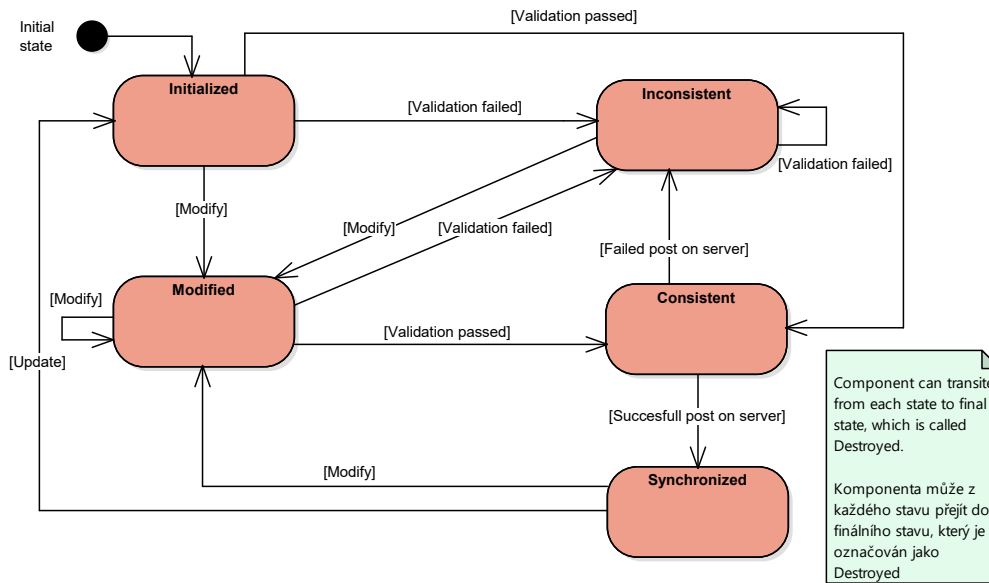 Initial
state
[Validation passed]
Initialized
Inconsistent
[Validation failed]
[Validation failed]
[Modify]
[Modify]
[Validation failed]
[Failed post on server]
Modified
Consistent
[Modify]
[Validation passed]
[Update]
Component can transite
from each state to final
state, which is called
Destroyed.
[Succesfull post on server]
[Modify]
Synchronized
Komponenta může z
každého stavu přejít do
finálního stavu, který je
označován jako
Destroyed